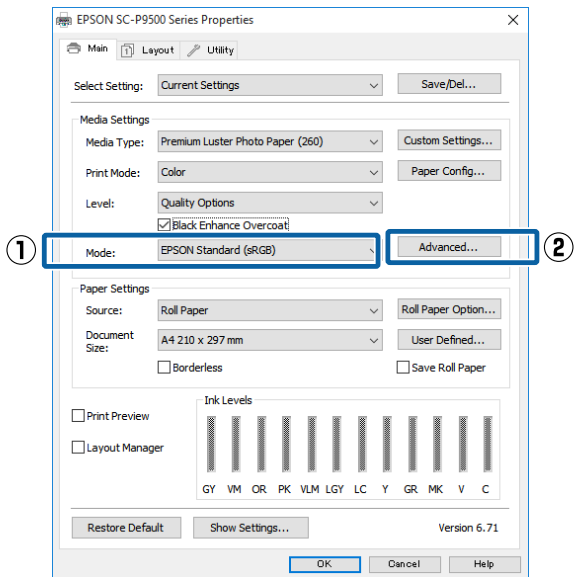 EPSON SC-P9500 Series Properties
Main Layout Utility
Select Setting: Current Settings Save/Del...
Media Settings
Media Type: Premium Luster Photo Paper (260) Custom Settings...
Print Mode: Color Paper Config...
Level: Quality Options
Black Enhance Overcoat
① Mode: EPSON Standard (sRGB) Advanced... ②
Paper Settings
Source: Roll Paper Roll Paper Option...
Document Size: A4 210 x 297 mm User Defined...
Borderless Save Roll Paper
Ink Levels
Print Preview
Layout Manager
GY VM OR PK VLM LGY LC Y GR MK V C
Restore Default Show Settings... Version 6.71
OK Cancel Help